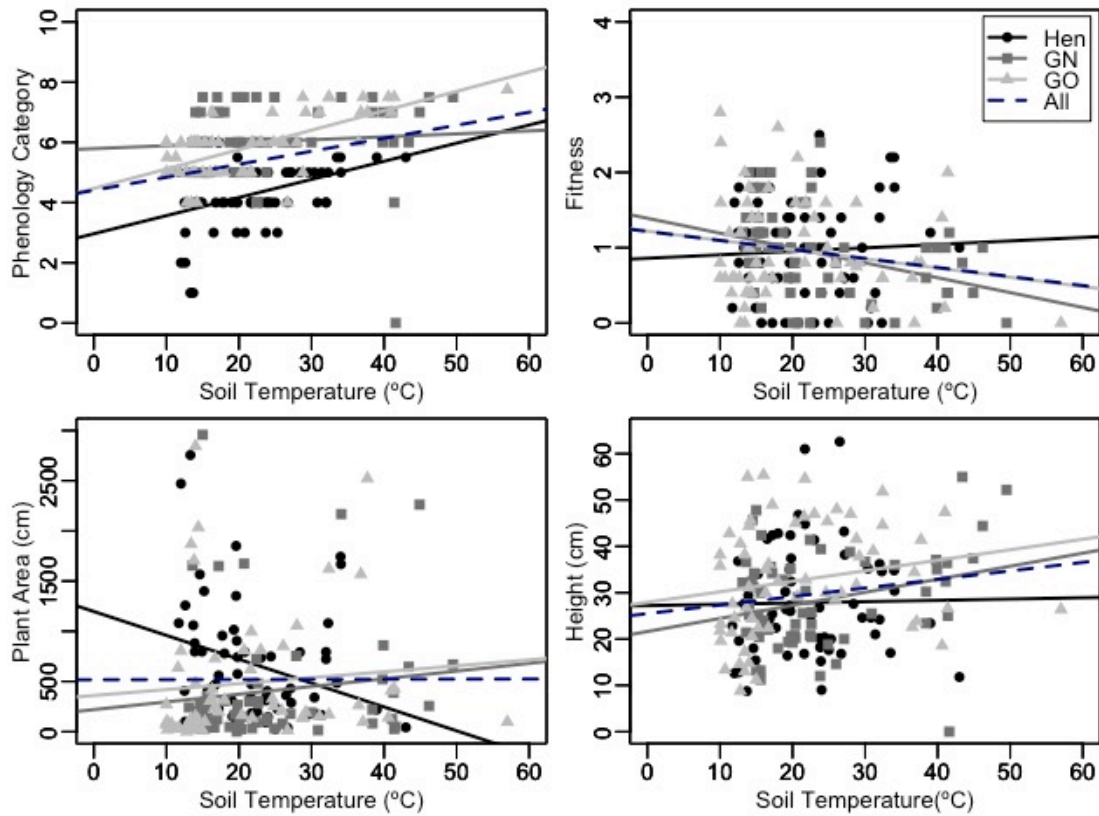 Phenology Category
0 2 4 6 8 10
0 10 20 30 40 50 60
Soil Temperature (ºC)
Fitness
0 1 2 3 4
0 10 20 30 40 50 60
Soil Temperature (ºC)
Hen
GN
GO
All
Plant Area (cm)
0 500 1500 2500
0 10 20 30 40 50 60
Soil Temperature (ºC)
Height (cm)
0 10 20 30 40 50 60
0 10 20 30 40 50 60
Soil Temperature(ºC)